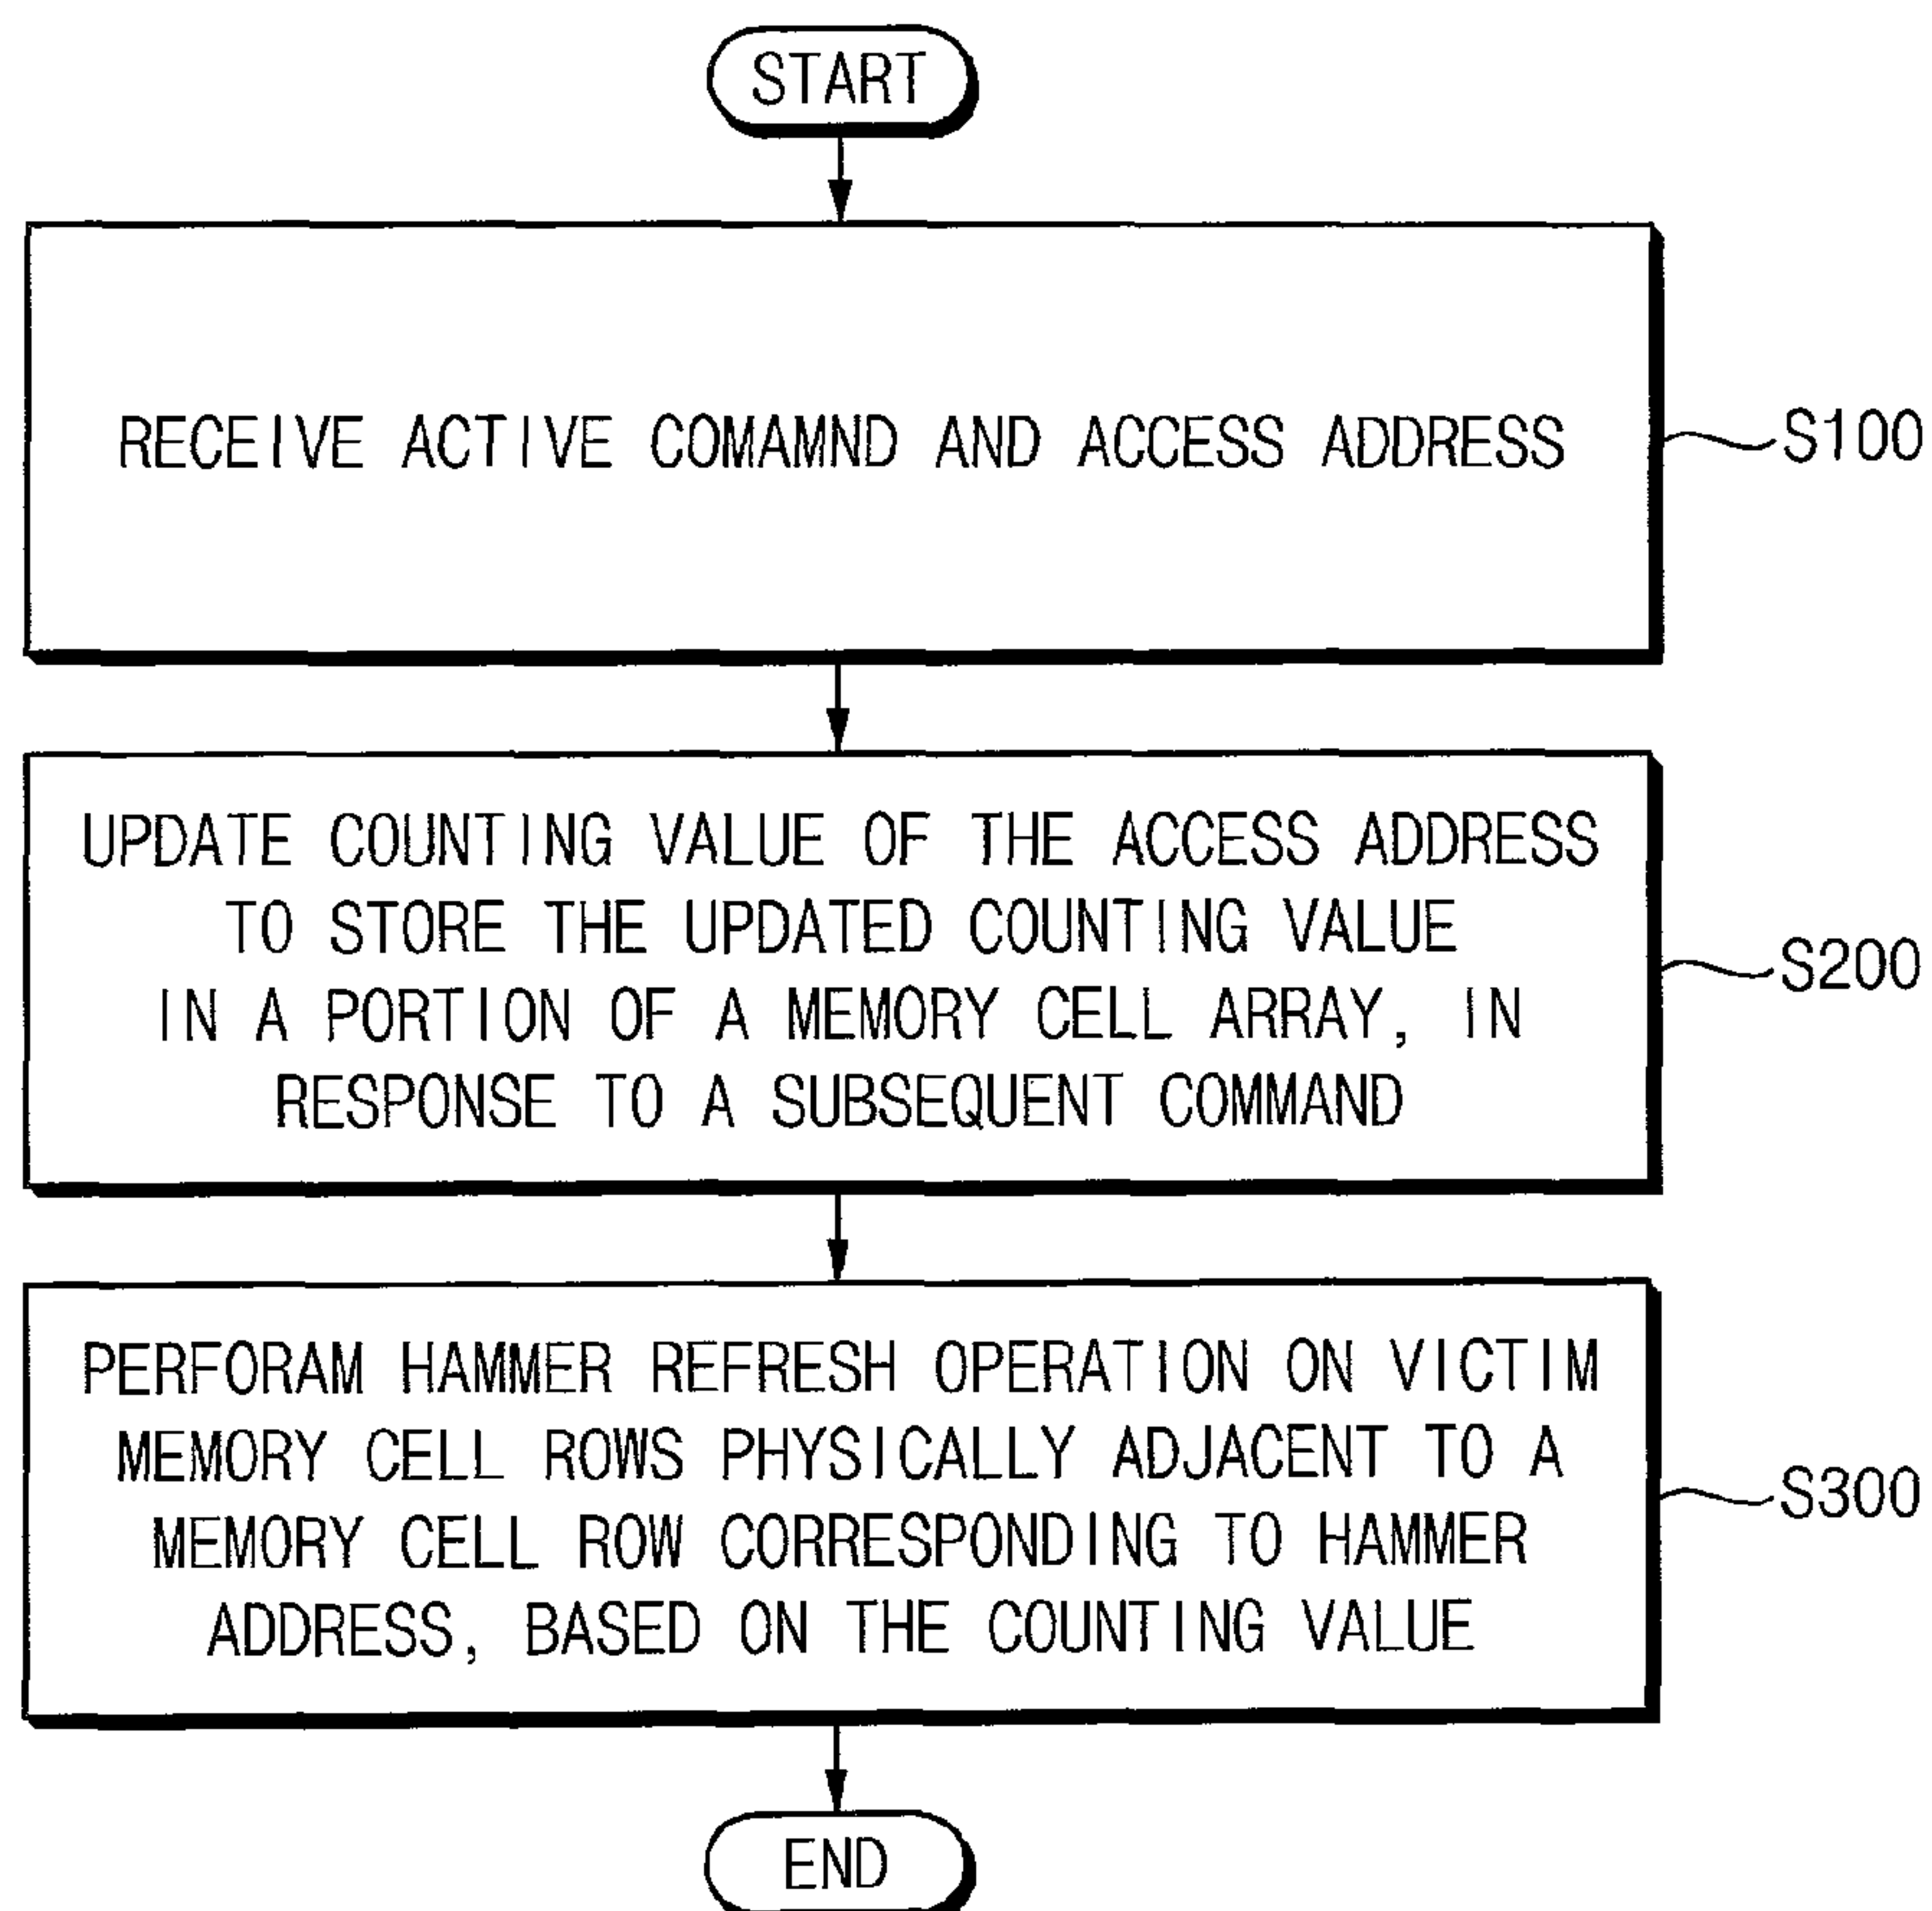 START
RECEIVE ACTIVE COMAMND AND ACCESS ADDRESS
S100
UPDATE COUNTING VALUE OF THE ACCESS ADDRESS
TO STORE THE UPDATED COUNTING VALUE
IN A PORTION OF A MEMORY CELL ARRAY, IN
RESPONSE TO A SUBSEQUENT COMMAND
S200
PERFORAM HAMMER REFRESH OPERATION ON VICTIM
MEMORY CELL ROWS PHYSICALLY ADJACENT TO A
MEMORY CELL ROW CORRESPONDING TO HAMMER
ADDRESS, BASED ON THE COUNTING VALUE
S300
END